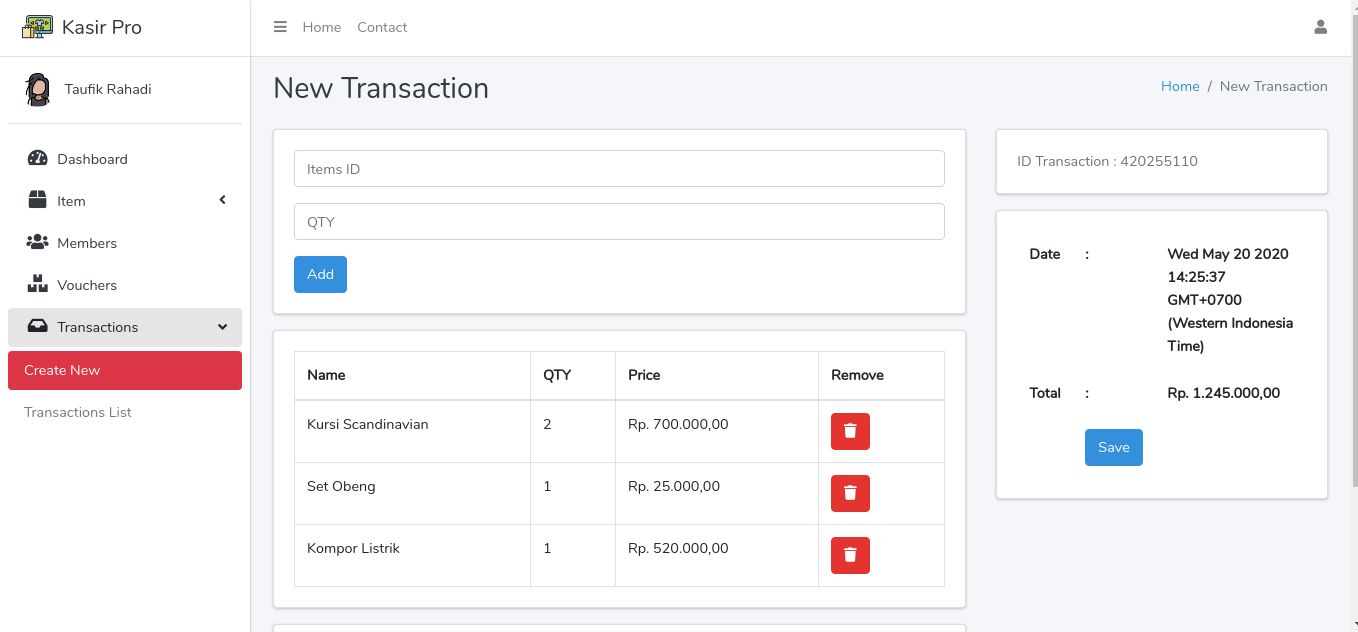 Kasir Pro
Home Contact
Taufik Rahadi
Dashboard
Item
Members
Vouchers
Transactions
Create New
Transactions List
New Transaction
Home / New Transaction
Items ID
QTY
Add
Name QTY Price Remove
Kursi Scandinavian 2 Rp. 700.000,00
Set Obeng 1 Rp. 25.000,00
Kompor Listrik 1 Rp. 520.000,00
ID Transaction : 420255110
Date : Wed May 20 2020
14:25:37
GMT+0700
(Western Indonesia
Time)
Total : Rp. 1.245.000,00
Save